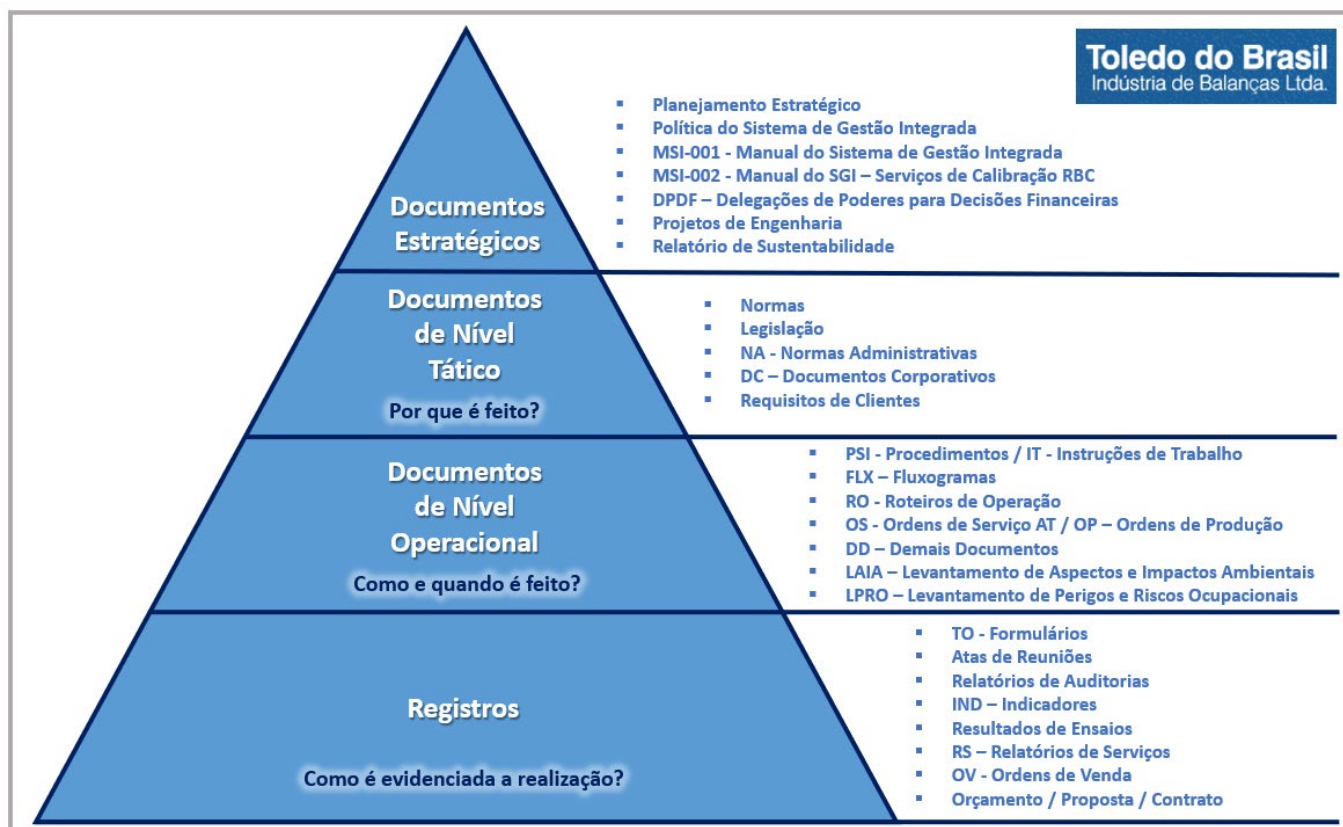 Toledo do Brasil
Indústria de Balanças Ltda.
Documentos
Estratégicos
▪ Planejamento Estratégico
▪ Política do Sistema de Gestão Integrada
▪ MSI-001 - Manual do Sistema de Gestão Integrada
▪ MSI-002 - Manual do SGI – Serviços de Calibração RBC
▪ DPDF – Delegações de Poderes para Decisões Financeiras
▪ Projetos de Engenharia
▪ Relatório de Sustentabilidade
Documentos
de Nível
Tático
Por que é feito?
▪ Normas
▪ Legislação
▪ NA - Normas Administrativas
▪ DC – Documentos Corporativos
▪ Requisitos de Clientes
Documentos
de Nível
Operacional
Como e quando é feito?
▪ PSI - Procedimentos / IT - Instruções de Trabalho
▪ FLX – Fluxogramas
▪ RO - Roteiros de Operação
▪ OS - Ordens de Serviço AT / OP – Ordens de Produção
▪ DD – Demais Documentos
▪ LAIA – Levantamento de Aspectos e Impactos Ambientais
▪ LPRO – Levantamento de Perigos e Riscos Ocupacionais
Registros
Como é evidenciada a realização?
▪ TO - Formulários
▪ Atas de Reuniões
▪ Relatórios de Auditorias
▪ IND – Indicadores
▪ Resultados de Ensaios
▪ RS – Relatórios de Serviços
▪ OV - Ordens de Venda
▪ Orçamento / Proposta / Contrato